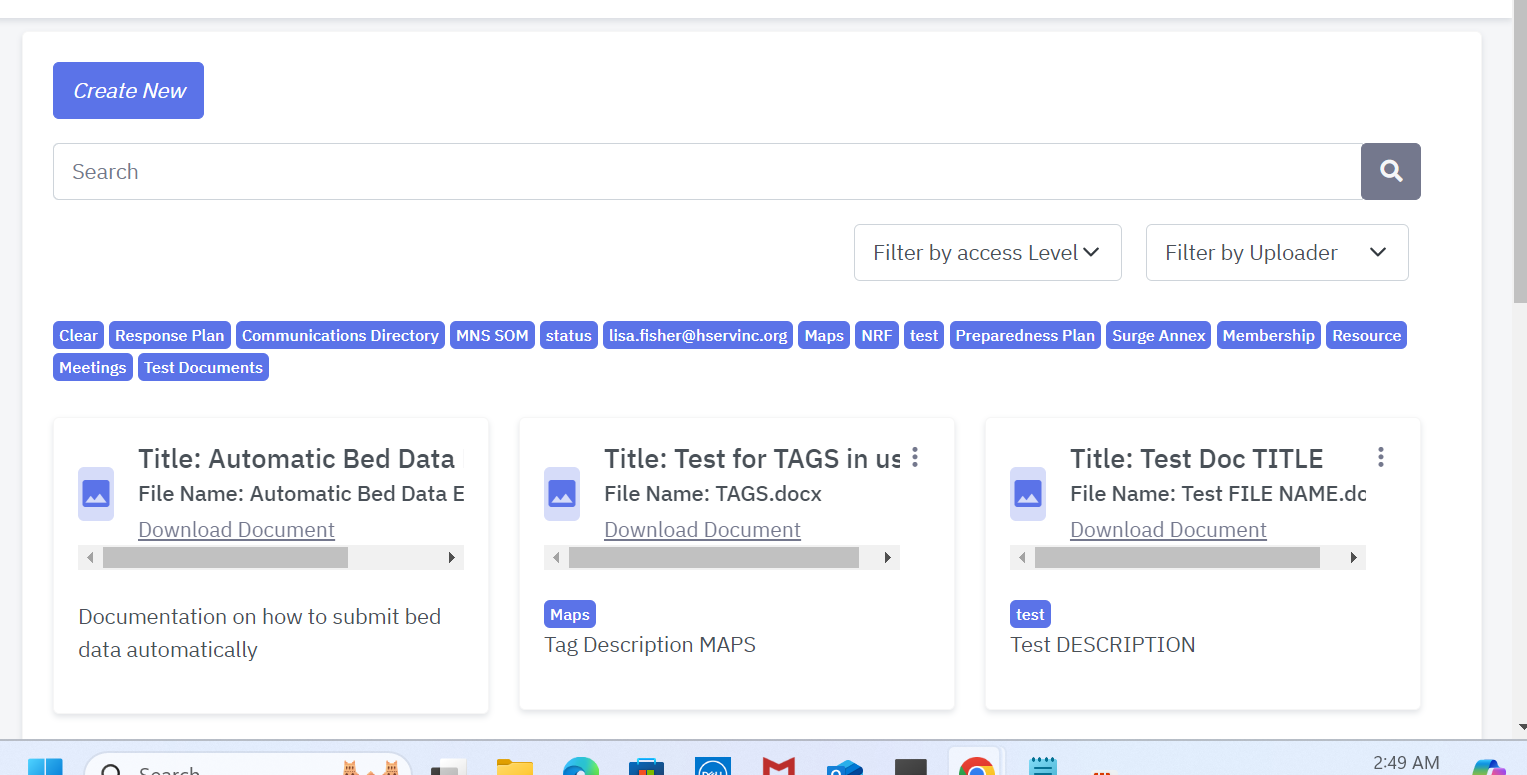 Create New
Search
Filter by access Level
Filter by Uploader
Clear Response Plan Communications Directory MNS SOM status lisa.fisher@hservinc.org Maps NRF test Preparedness Plan Surge Annex Membership Resource
Meetings Test Documents
Title: Automatic Bed Data
File Name: Automatic Bed Data E
Download Document
Documentation on how to submit bed
data automatically
Title: Test for TAGS in us
File Name: TAGS.docx
Download Document
Maps
Tag Description MAPS
Title: Test Doc TITLE
File Name: Test FILE NAME.do
Download Document
test
Test DESCRIPTION
Search
DELL
2:49 AM